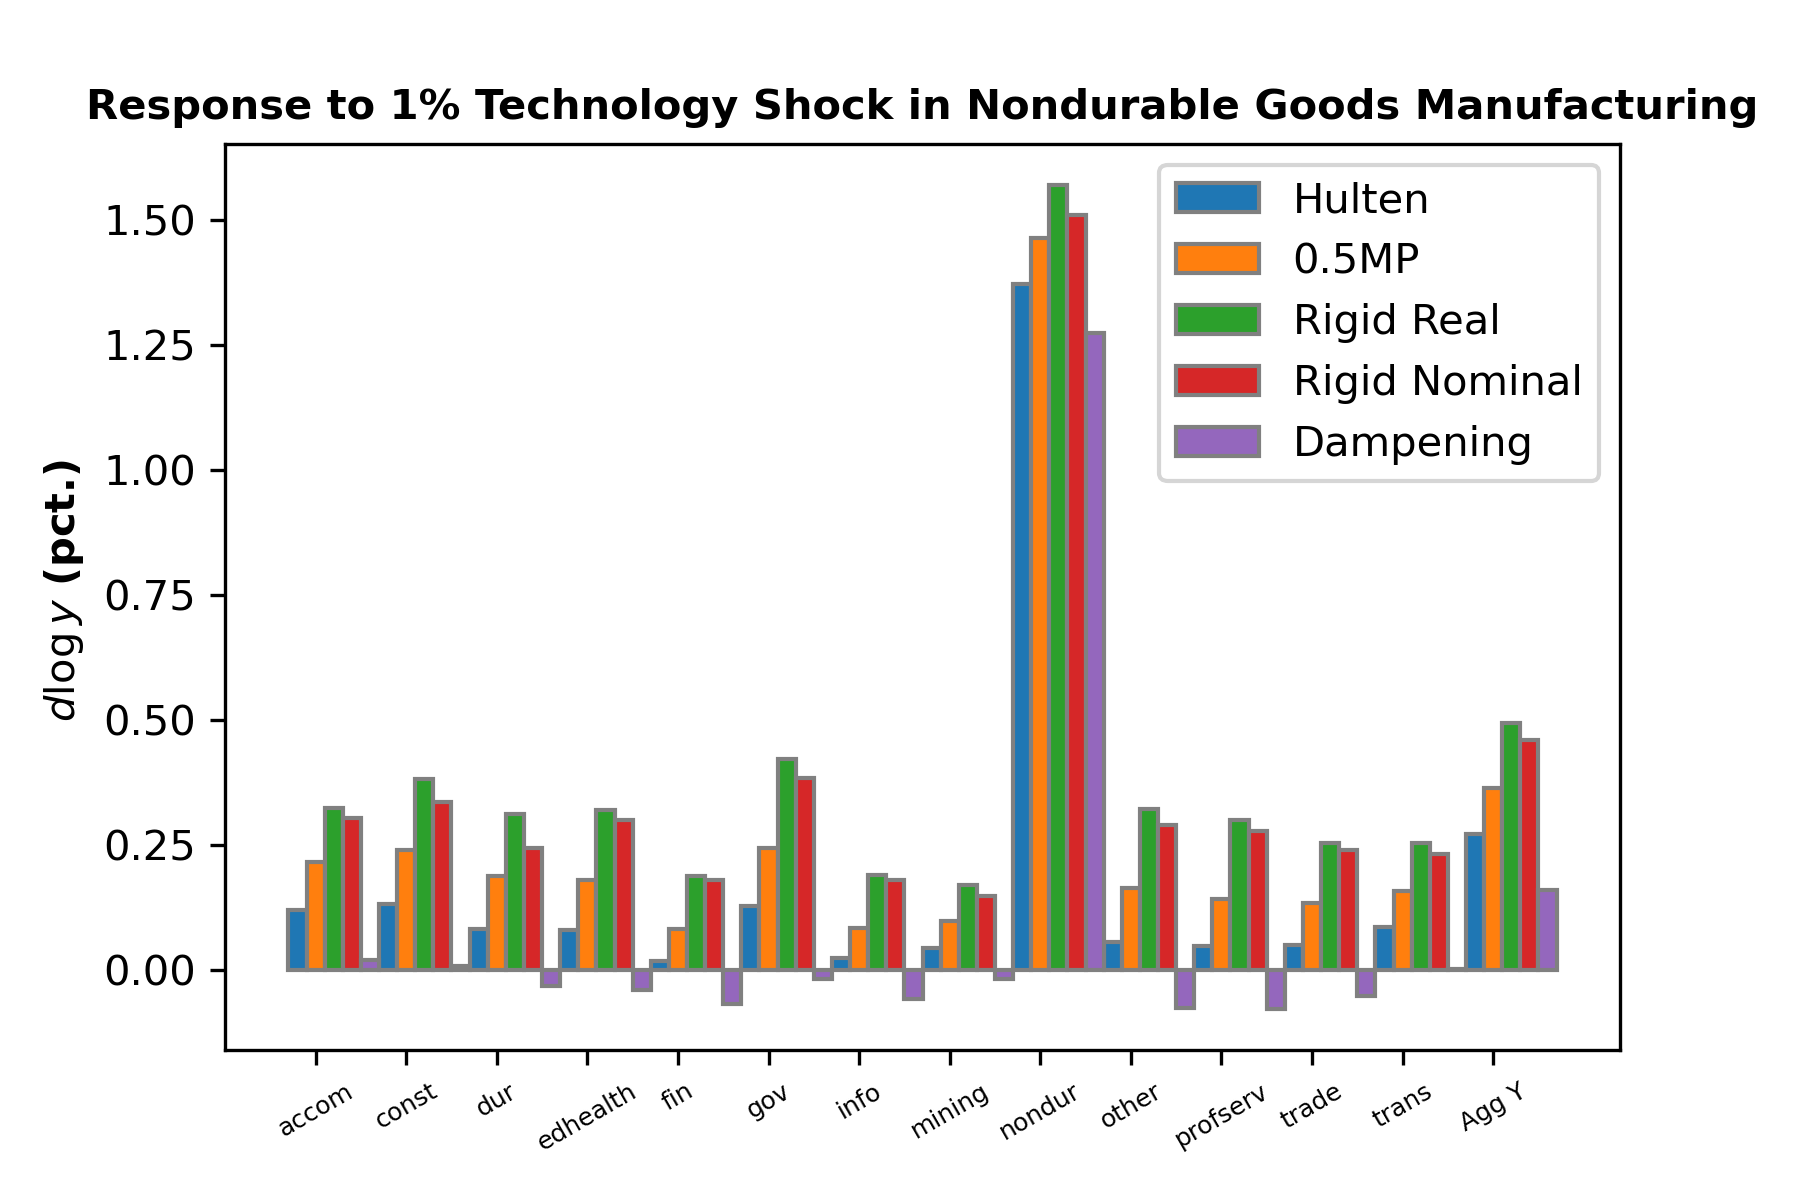 Response to 1% Technology Shock in Nondurable Goods Manufacturing
dlog y (pct.)
1.50
1.25
1.00
0.75
0.50
0.25
0.00
Hulten
0.5MP
Rigid Real
Rigid Nominal
Dampening
accom
const
dur
edhealth
fin
gov
info
mining
nondur
other
profserv
trade
trans
Agg Y